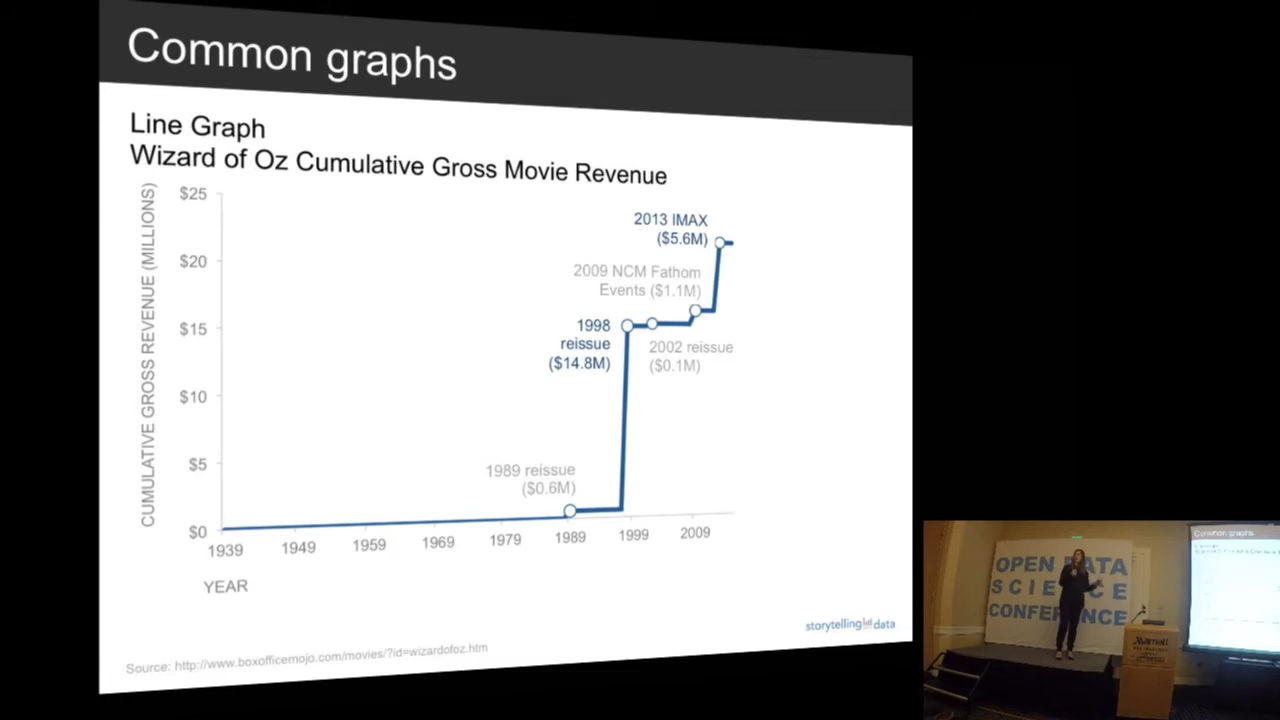 Common graphs
Line Graph
Wizard of Oz Cumulative Gross Movie Revenue
CUMULATIVE GROSS REVENUE (MILLIONS)
$25
$20
$15
$10
$5
$0
2013 IMAX
($5.6M)
2009 NCM Fathom
Events ($1.1M)
1998
reissue
($14.8M)
2002 reissue
($0.1M)
1989 reissue
($0.6M)
1939
1949
1959
1969
1979
1989
1999
2009
YEAR
storytelling data
Source: http://www.boxofficemojo.com/movies/?id=wizardofoz.htm
OPEN DATA
SCIENCE
CONFERENCE
Marriott
Common graphs